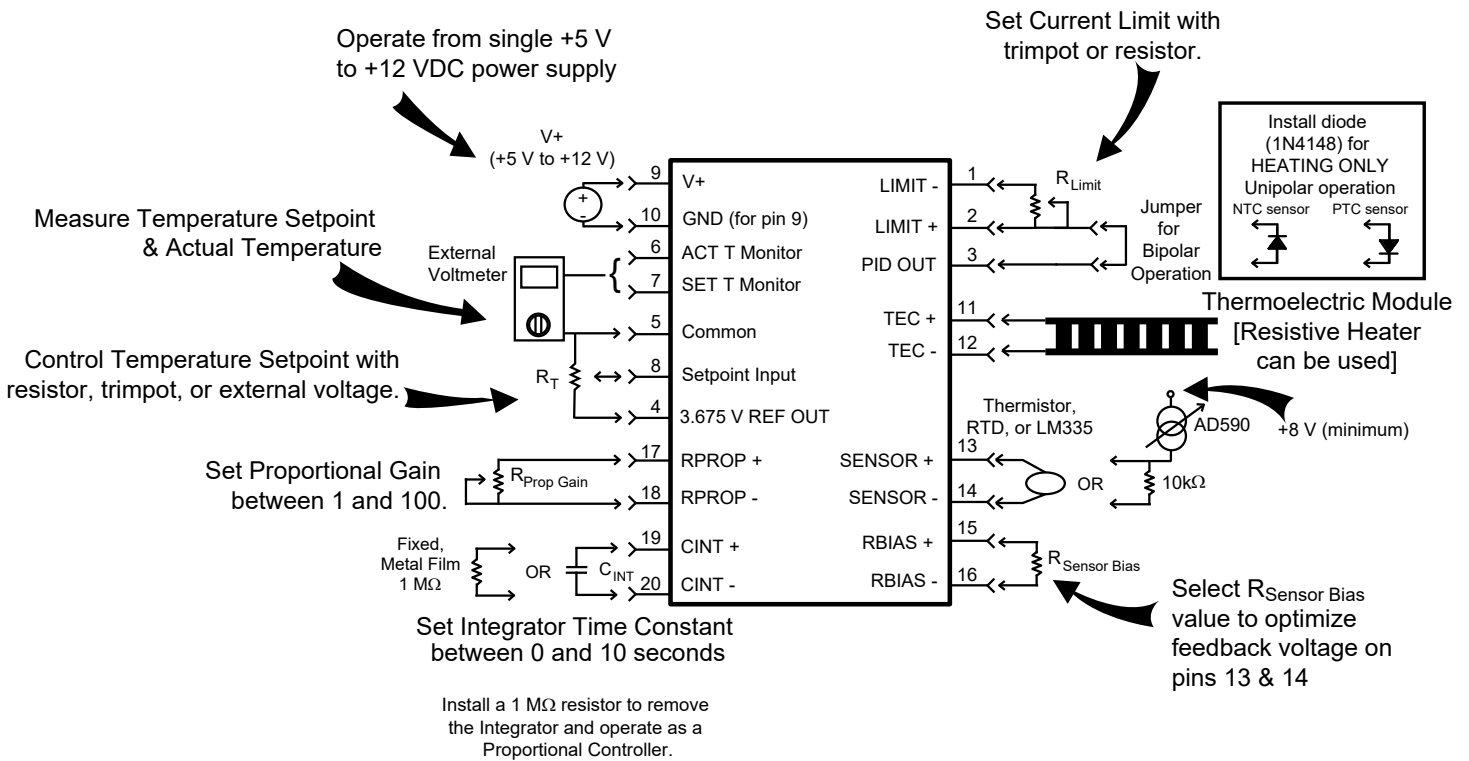 Operate from single +5 V
to +12 VDC power supply
Set Current Limit with
trimpot or resistor.
V+
(+5 V to +12 V)
Measure Temperature Setpoint
& Actual Temperature
External
Voltmeter
Control Temperature Setpoint with
resistor, trimpot, or external voltage.
RT
Set Proportional Gain
between 1 and 100.
RProp Gain
Fixed,
Metal Film
1 MΩ
OR
CINT
Set Integrator Time Constant
between 0 and 10 seconds
Install a 1 MΩ resistor to remove
the Integrator and operate as a
Proportional Controller.
+
-
9 V+
10 GND (for pin 9)
6 ACT T Monitor
7 SET T Monitor
5 Common
8 Setpoint Input
4 3.675 V REF OUT
17 RPROP +
18 RPROP -
19 CINT +
20 CINT -
LIMIT - 1
LIMIT + 2
PID OUT 3
TEC + 11
TEC - 12
SENSOR + 13
SENSOR - 14
RBIAS + 15
RBIAS - 16
RLimit
Jumper
for
Bipolar
Operation
Install diode
(1N4148) for
HEATING ONLY
Unipolar operation
NTC sensor PTC sensor
Thermoelectric Module
[Resistive Heater
can be used]
Thermistor,
RTD, or LM335
OR
AD590
+8 V (minimum)
10kΩ
RSensor Bias
Select RSensor Bias
value to optimize
feedback voltage on
pins 13 & 14